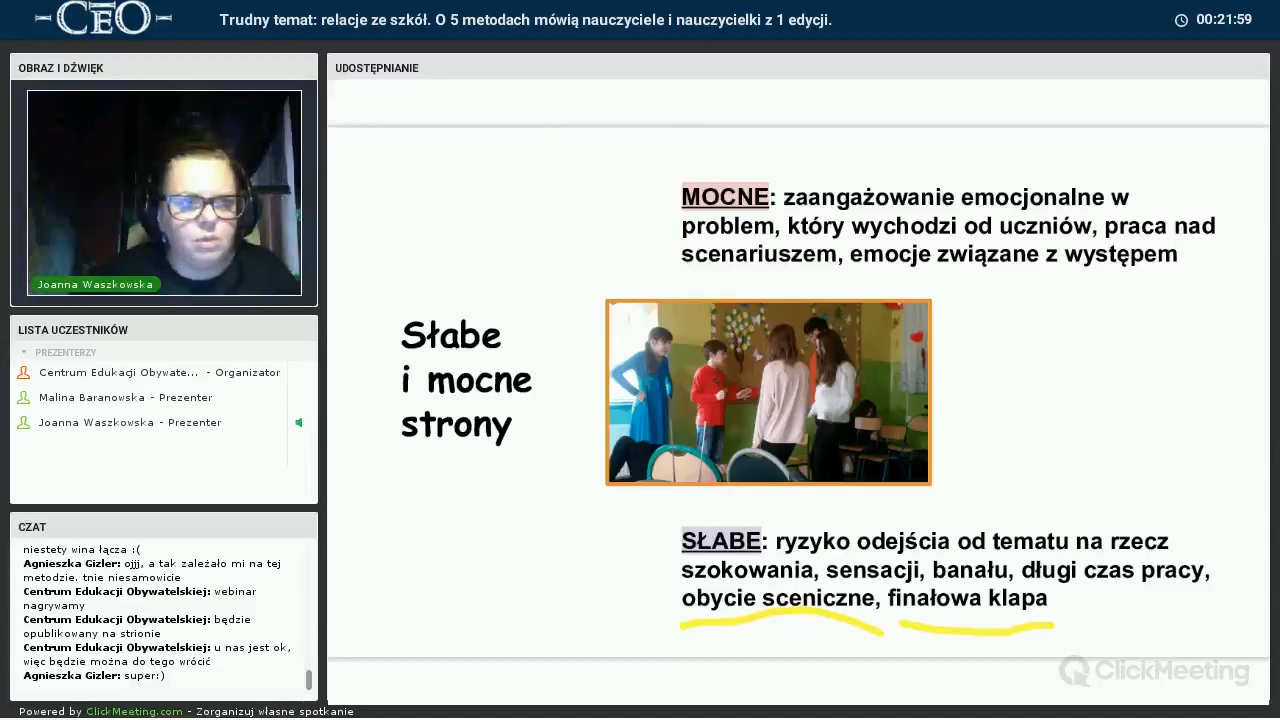 CEO
Trudny temat: relacje ze szkół. O 5 metodach mówią nauczyciele i nauczycielki z 1 edycji.
00:21:59
OBRAZ I DŹWIĘK
Joanna Waszkowska
LISTA UCZESTNIKÓW
PREZENTERZY
Centrum Edukacji Obywate... - Organizator
Malina Baranowska - Prezenter
Joanna Waszkowska - Prezenter
CZAT
niestety wina łącza :(
Agnieszka Gizler: ojjj, a tak zależało mi na tej
metodzie. tnie niesamowicie
Centrum Edukacji Obywatelskiej: webinar
nagrywamy
Centrum Edukacji Obywatelskiej: będzie
opublikowany na strionie
Centrum Edukacji Obywatelskiej: u nas jest ok,
więc będzie można do tego wrócić
Agnieszka Gizler: super:)
UDOSTĘPNIANIE
MOCNE: zaangażowanie emocjonalne w
problem, który wychodzi od uczniów, praca nad
scenariuszem, emocje związane z występem
Słabe
i mocne
strony
SŁABE: ryzyko odejścia od tematu na rzecz
szokowania, sensacji, banału, długi czas pracy,
obycie sceniczne, finałowa klapa
ClickMeeting
Powered by ClickMeeting.com - Zorganizuj własne spotkanie